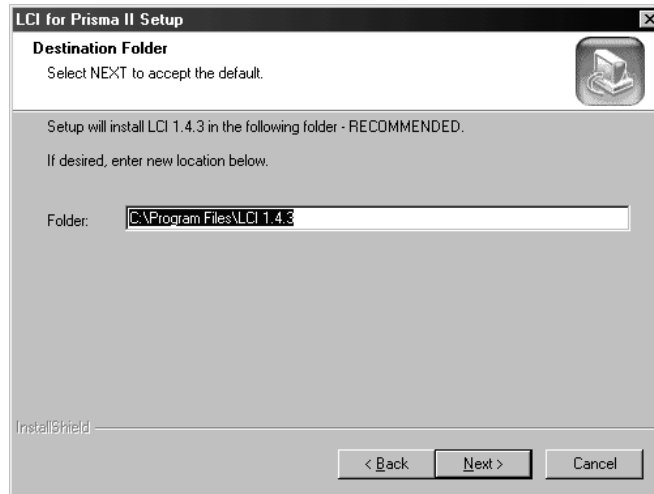 LCI for Prisma II Setup
Destination Folder
Select NEXT to accept the default.
Setup will install LCI 1.4.3 in the following folder - RECOMMENDED.
If desired, enter new location below.
Folder: C:\Program Files\LCI 1.4.3
InstallShield
< Back Next > Cancel